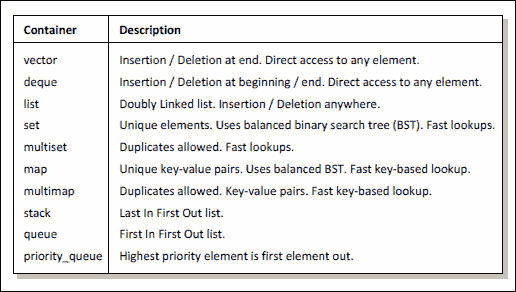 Container Description
vector Insertion / Deletion at end. Direct access to any element.
deque Insertion / Deletion at beginning / end. Direct access to any element.
list Doubly Linked list. Insertion / Deletion anywhere.
set Unique elements. Uses balanced binary search tree (BST). Fast lookups.
multiset Duplicates allowed. Fast lookups.
map Unique key-value pairs. Uses balanced BST. Fast key-based lookup.
multimap Duplicates allowed. Key-value pairs. Fast key-based lookup.
stack Last In First Out list.
queue First In First Out list.
priority_queue Highest priority element is first element out.